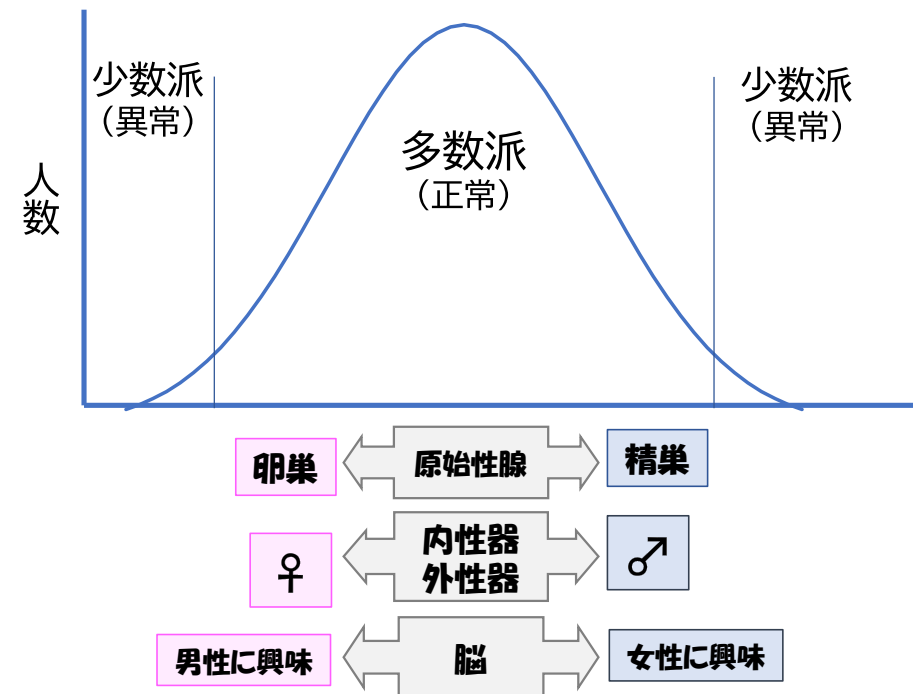 少数派
（異常）
多数派
（正常）
少数派
（異常）
人数
卵巣
原始性腺
精巣
♀
内性器
外性器
♂
男性に興味
脳
女性に興味